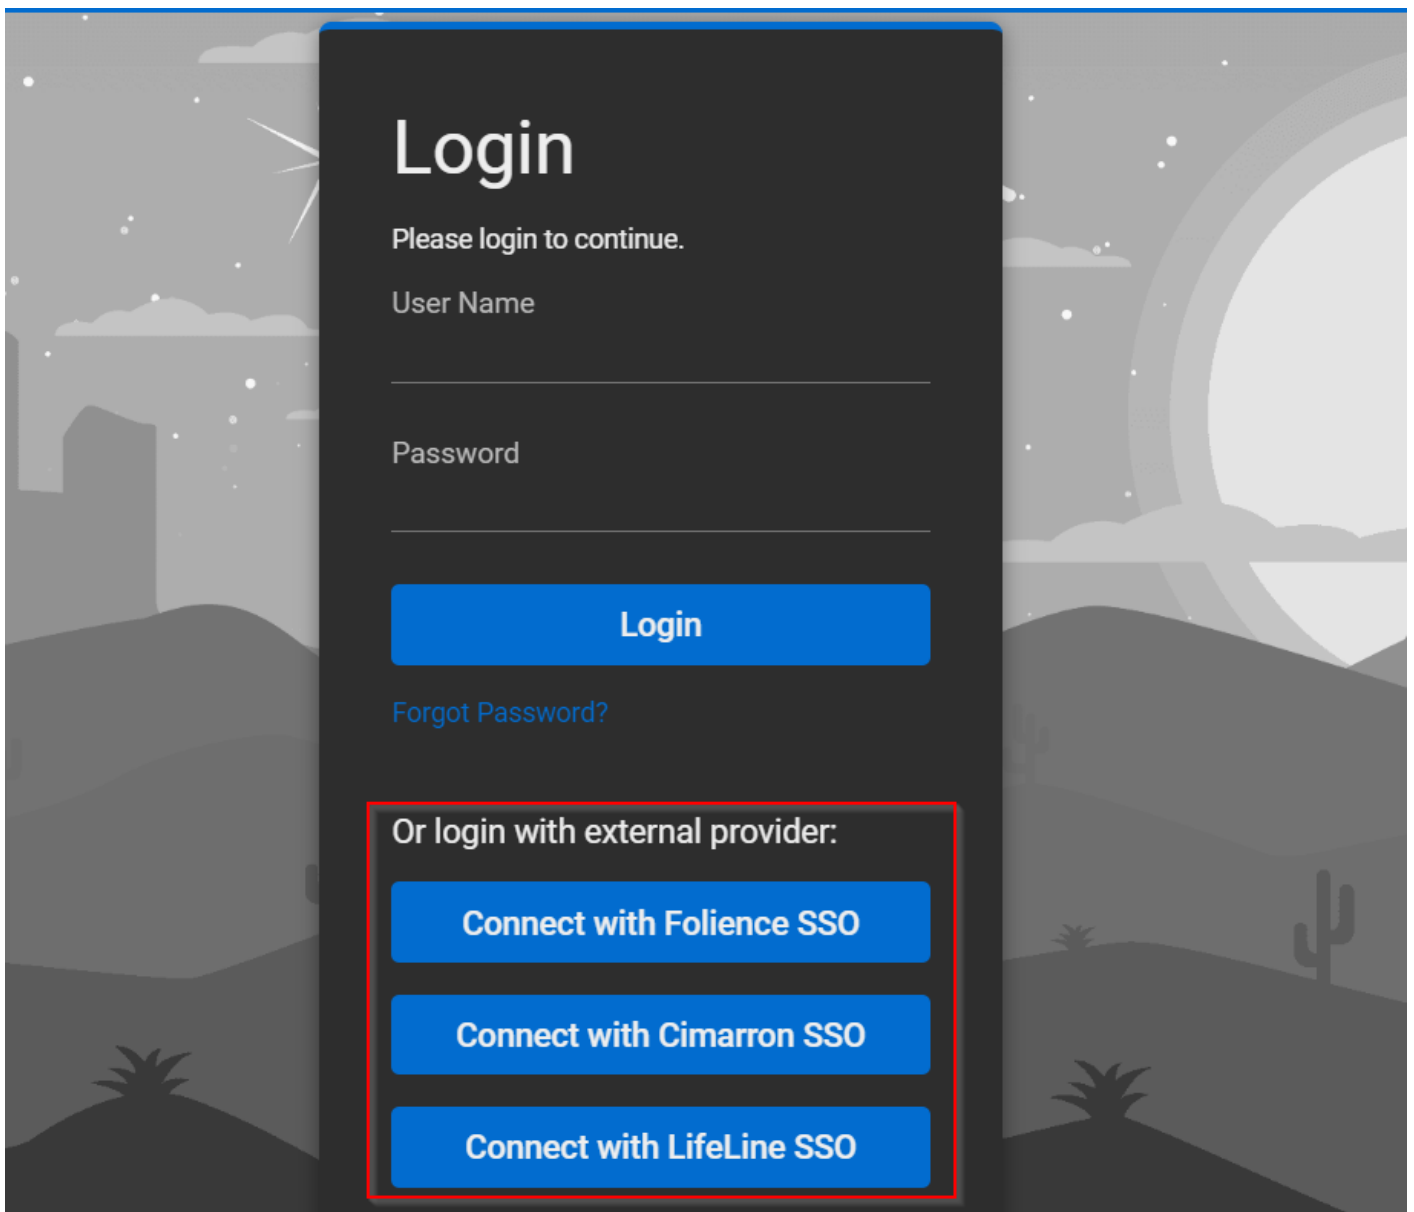 Login
Please login to continue.
User Name
Password
Login
Forgot Password?
Or login with external provider:
Connect with Folience SSO
Connect with Cimarron SSO
Connect with LifeLine SSO